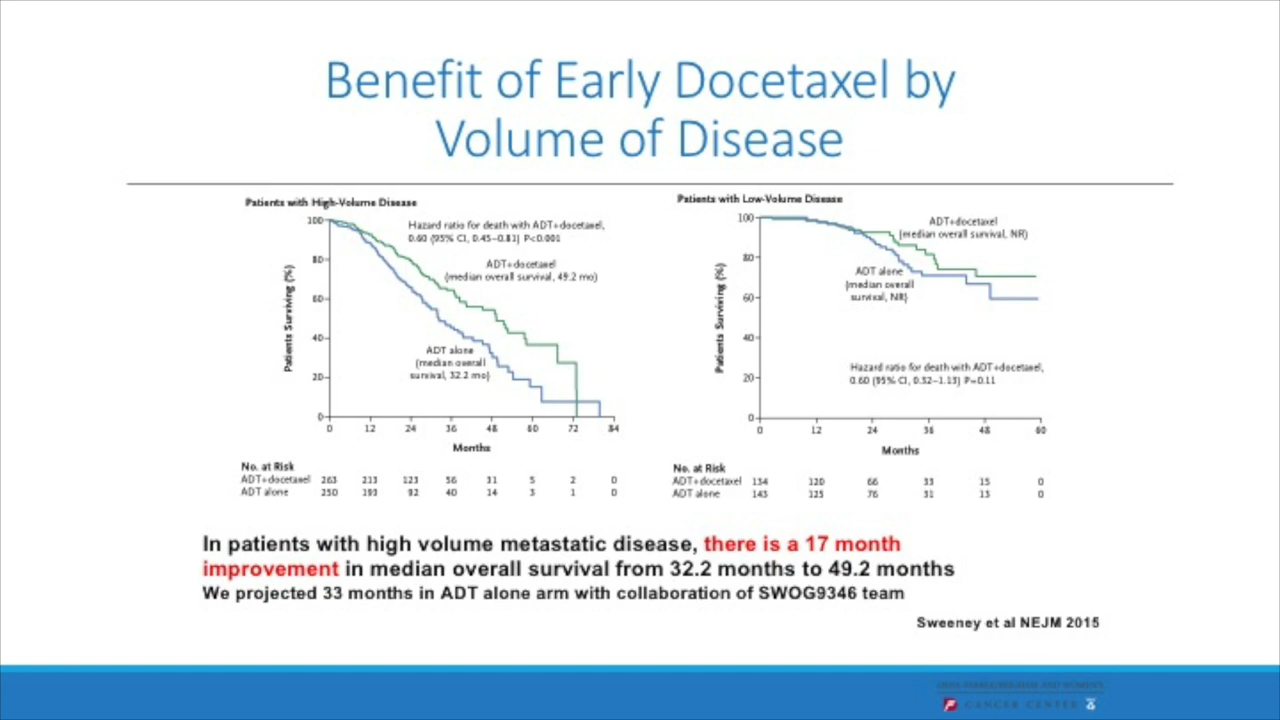 Benefit of Early Docetaxel by
Volume of Disease
Patients with High-Volume Disease
Hazard ratio for death with ADT+docetaxel,
0.60 (95% CI, 0.45–0.81) P<0.001
ADT+docetaxel
(median overall survival, 49.2 mo)
ADT alone
(median overall
survival, 32.2 mo)
Patients Surviving (%)
100
80
60
40
20
0
0 12 24 36 48 60 72 84
Months
No. at Risk
ADT+docetaxel 263 213 123 56 31 5 2 0
ADT alone 250 193 92 40 14 3 1 0
Patients with Low-Volume Disease
ADT+docetaxel
(median overall survival, NR)
ADT alone
(median overall
survival, NR)
Hazard ratio for death with ADT+docetaxel,
0.60 (95% CI, 0.32–1.13) P=0.11
Patients Surviving (%)
100
80
60
40
20
0
0 12 24 36 48 60
Months
No. at Risk
ADT+docetaxel 134 120 66 33 15 0
ADT alone 143 125 76 31 13 0
In patients with high volume metastatic disease, there is a 17 month
improvement in median overall survival from 32.2 months to 49.2 months
We projected 33 months in ADT alone arm with collaboration of SWOG9346 team
Sweeney et al NEJM 2015
CANCER CENTER